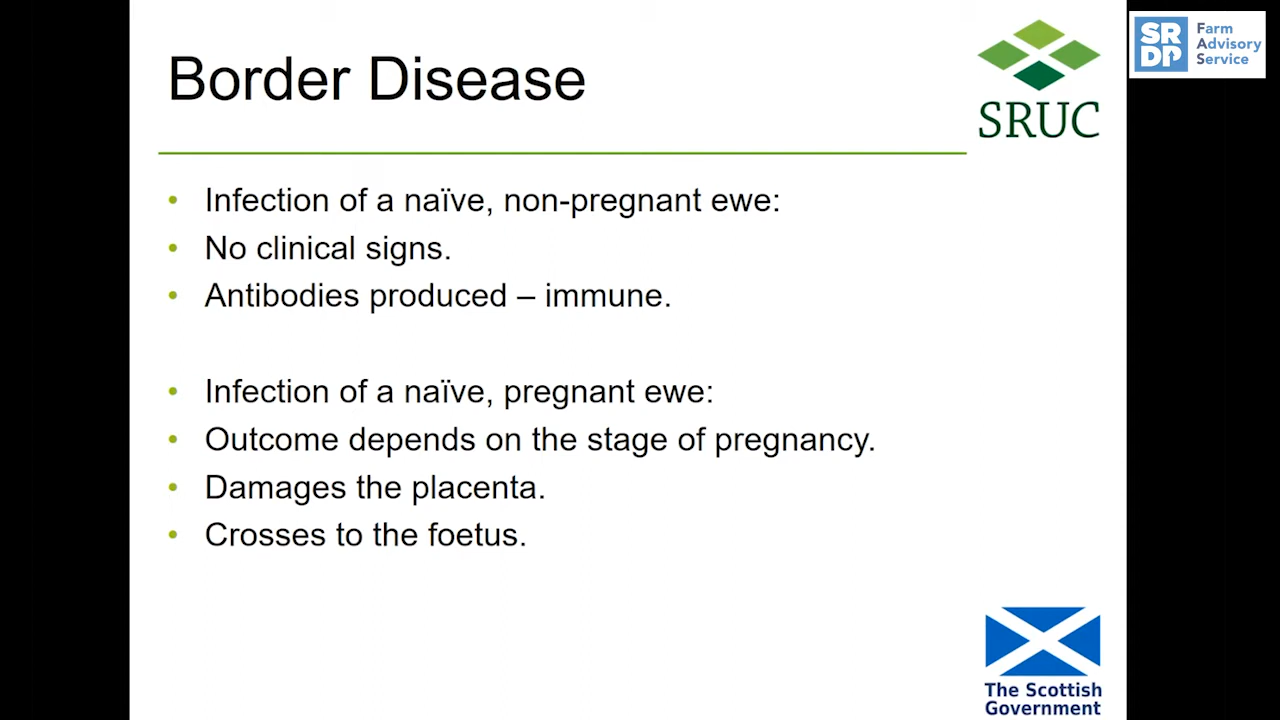 Border Disease
SRUC
SR
DP
Farm
Advisory
Service
• Infection of a naïve, non-pregnant ewe:
• No clinical signs.
• Antibodies produced – immune.
• Infection of a naïve, pregnant ewe:
• Outcome depends on the stage of pregnancy.
• Damages the placenta.
• Crosses to the foetus.
The Scottish
Government